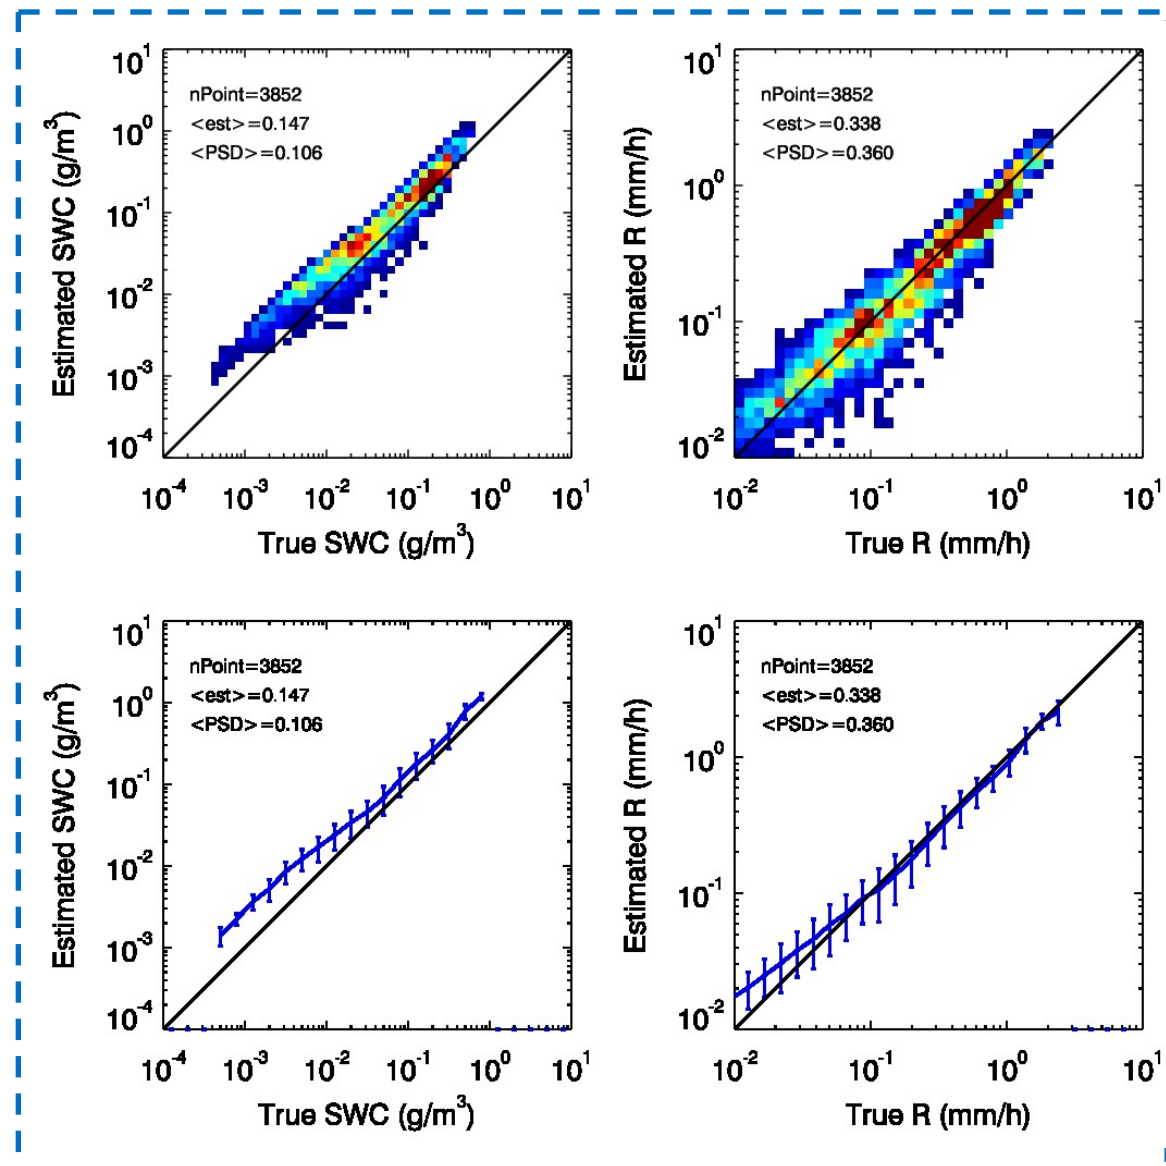 nPoint=3852
<est>=0.147
<PSD>=0.106
Estimated SWC (g/m³)
10¹
10⁰
10⁻¹
10⁻²
10⁻³
10⁻⁴
10⁻⁴ 10⁻³ 10⁻² 10⁻¹ 10⁰ 10¹
True SWC (g/m³)
nPoint=3852
<est>=0.338
<PSD>=0.360
Estimated R (mm/h)
10¹
10⁰
10⁻¹
10⁻²
10⁻² 10⁻¹ 10⁰ 10¹
True R (mm/h)
nPoint=3852
<est>=0.147
<PSD>=0.106
Estimated SWC (g/m³)
10¹
10⁰
10⁻¹
10⁻²
10⁻³
10⁻⁴
10⁻⁴ 10⁻³ 10⁻² 10⁻¹ 10⁰ 10¹
True SWC (g/m³)
nPoint=3852
<est>=0.338
<PSD>=0.360
Estimated R (mm/h)
10¹
10⁰
10⁻¹
10⁻²
10⁻² 10⁻¹ 10⁰ 10¹
True R (mm/h)